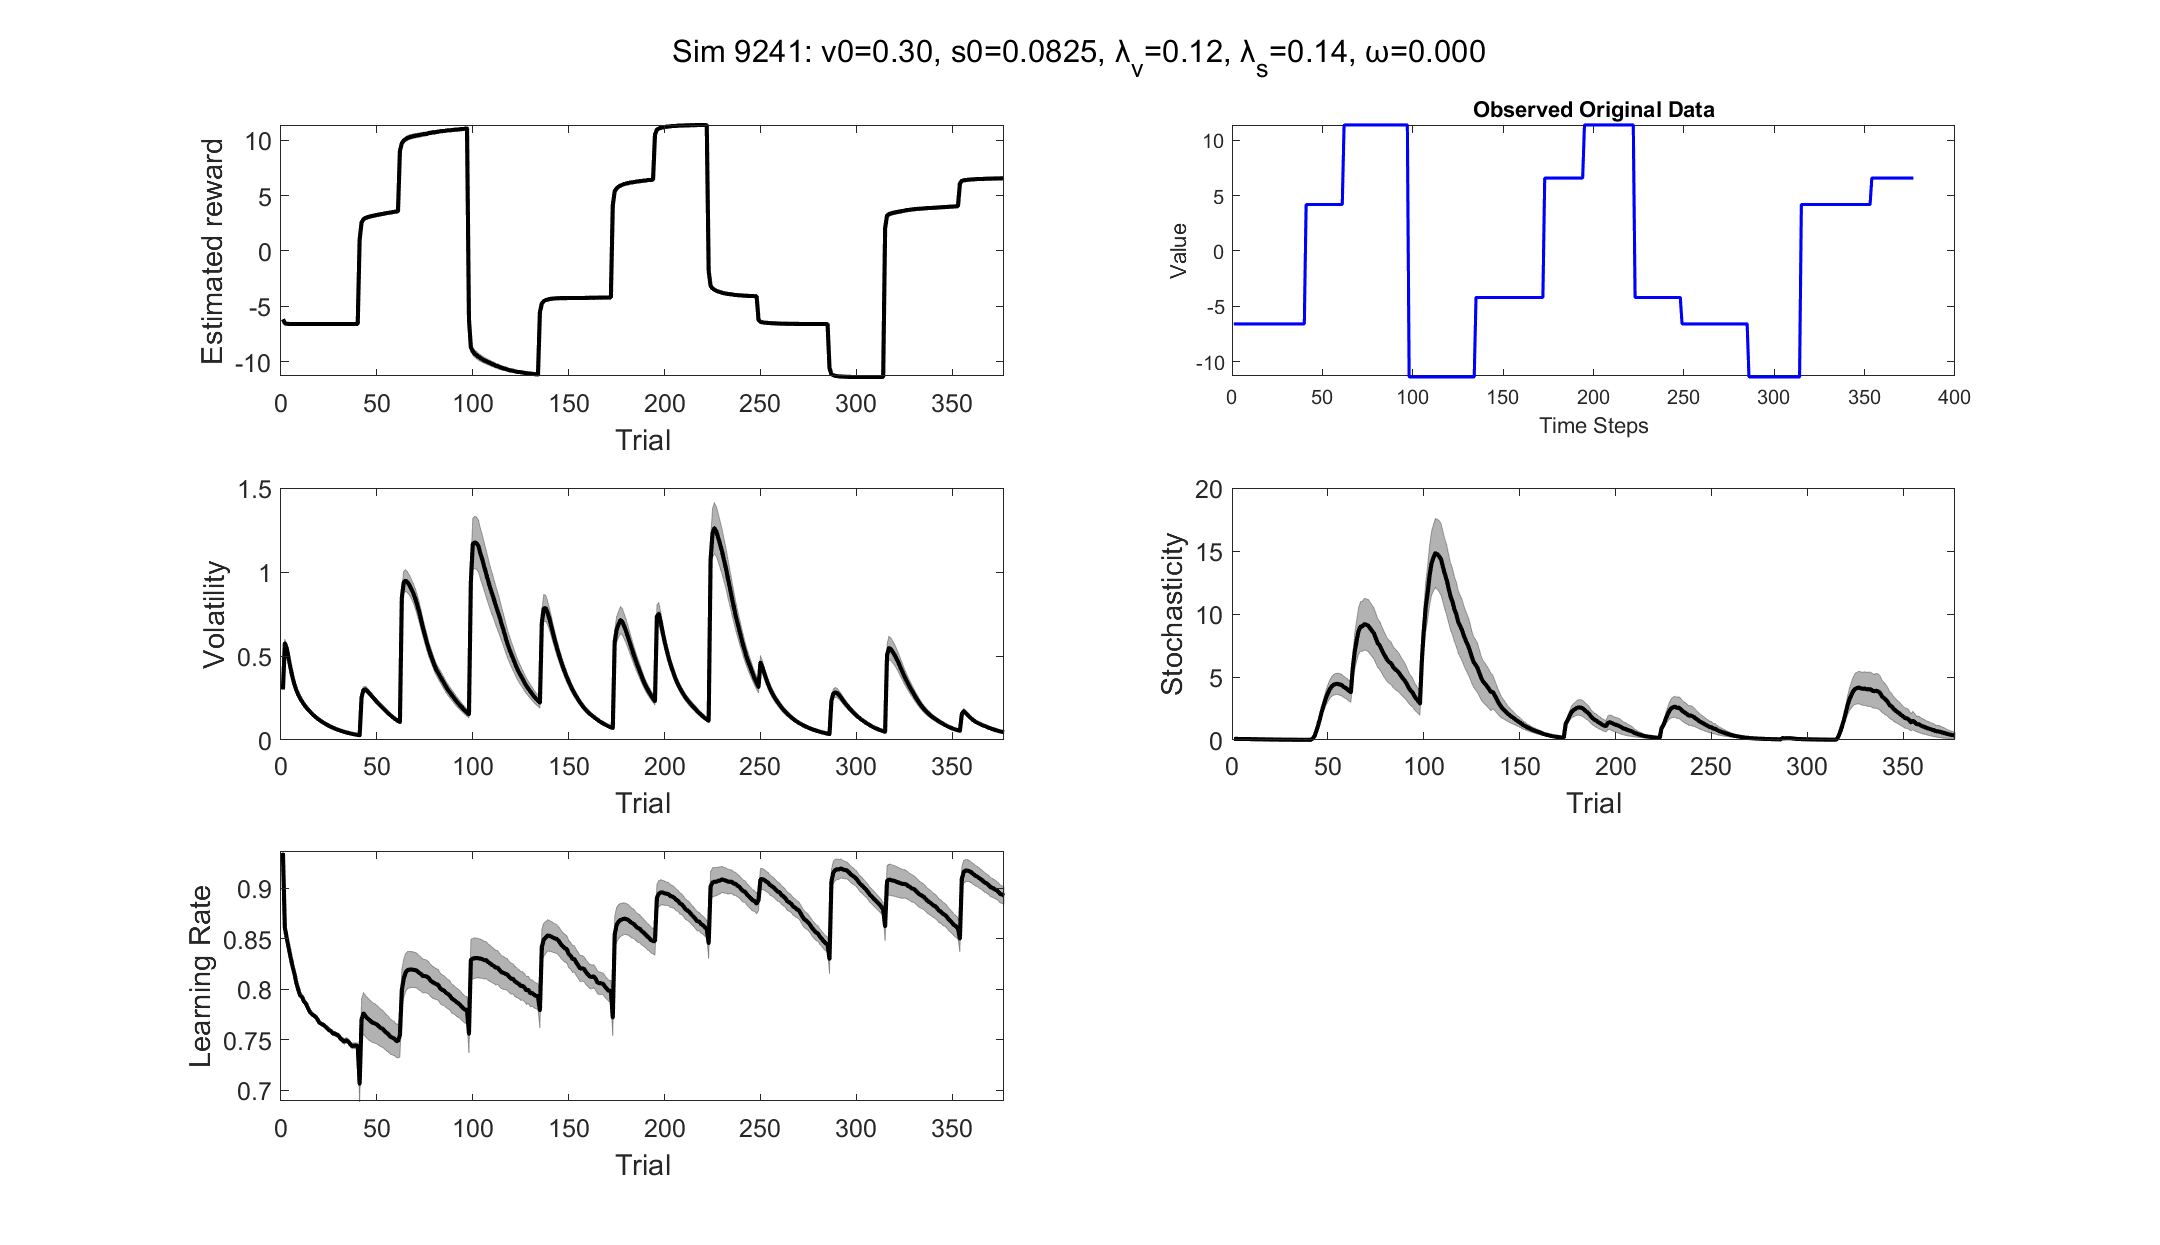 Sim 9241: v0=0.30, s0=0.0825, λv=0.12, λs=0.14, ω=0.000
Estimated reward
10
5
0
-5
-10
0 50 100 150 200 250 300 350
Trial
Observed Original Data
Value
10
5
0
-5
-10
0 50 100 150 200 250 300 350 400
Time Steps
Volatility
1.5
1
0.5
0
0 50 100 150 200 250 300 350
Trial
Stochasticity
20
15
10
5
0
0 50 100 150 200 250 300 350
Trial
Learning Rate
0.9
0.85
0.8
0.75
0.7
0 50 100 150 200 250 300 350
Trial